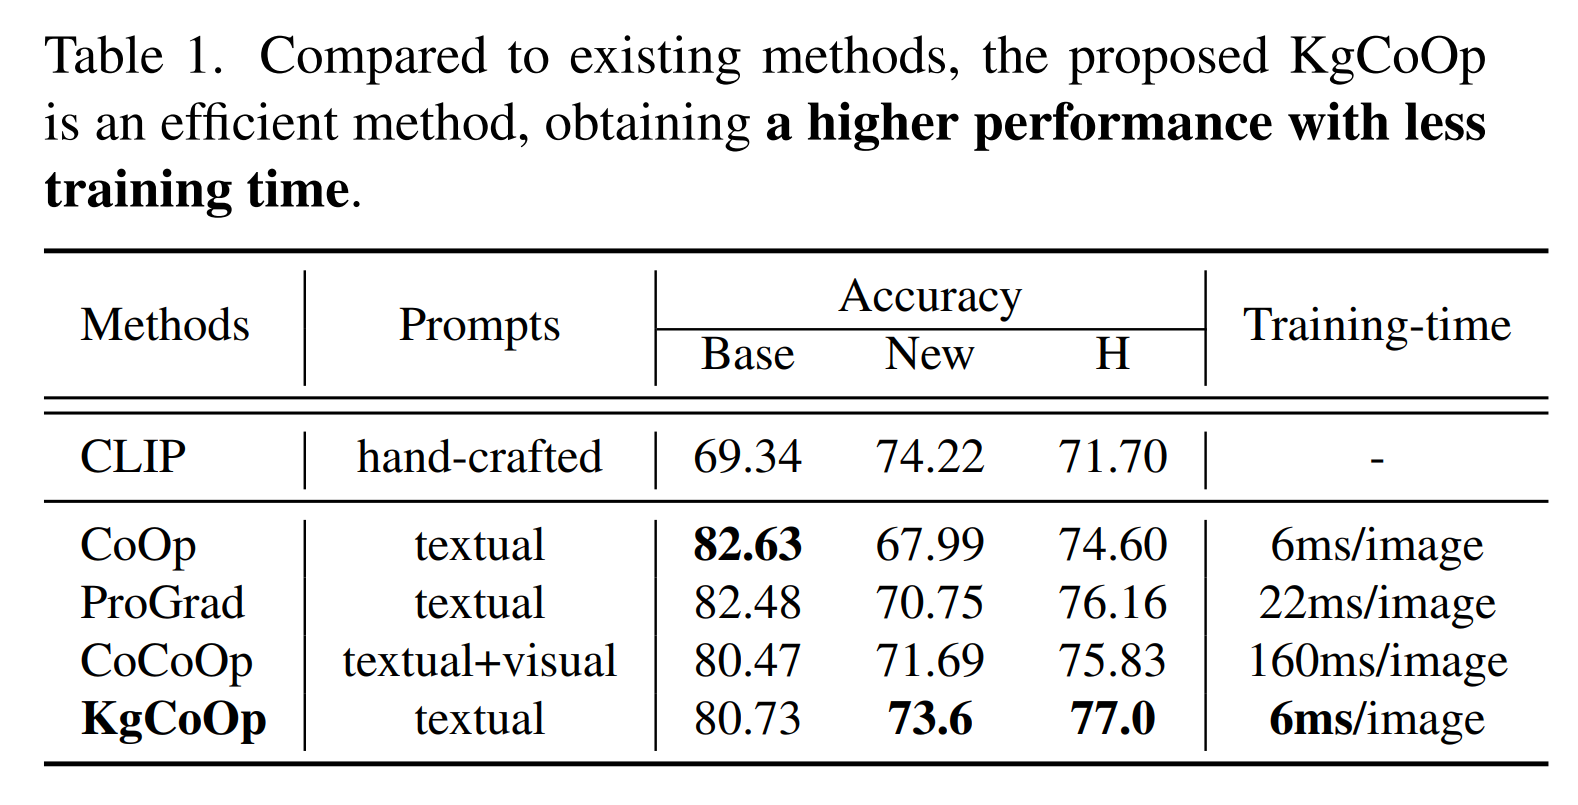 Table 1. Compared to existing methods, the proposed KgCoOp
is an efficient method, obtaining a higher performance with less
training time.
Methods Prompts Accuracy Training-time
Base New H
CLIP hand-crafted 69.34 74.22 71.70 -
CoOp textual 82.63 67.99 74.60 6ms/image
ProGrad textual 82.48 70.75 76.16 22ms/image
CoCoOp textual+visual 80.47 71.69 75.83 160ms/image
KgCoOp textual 80.73 73.6 77.0 6ms/image